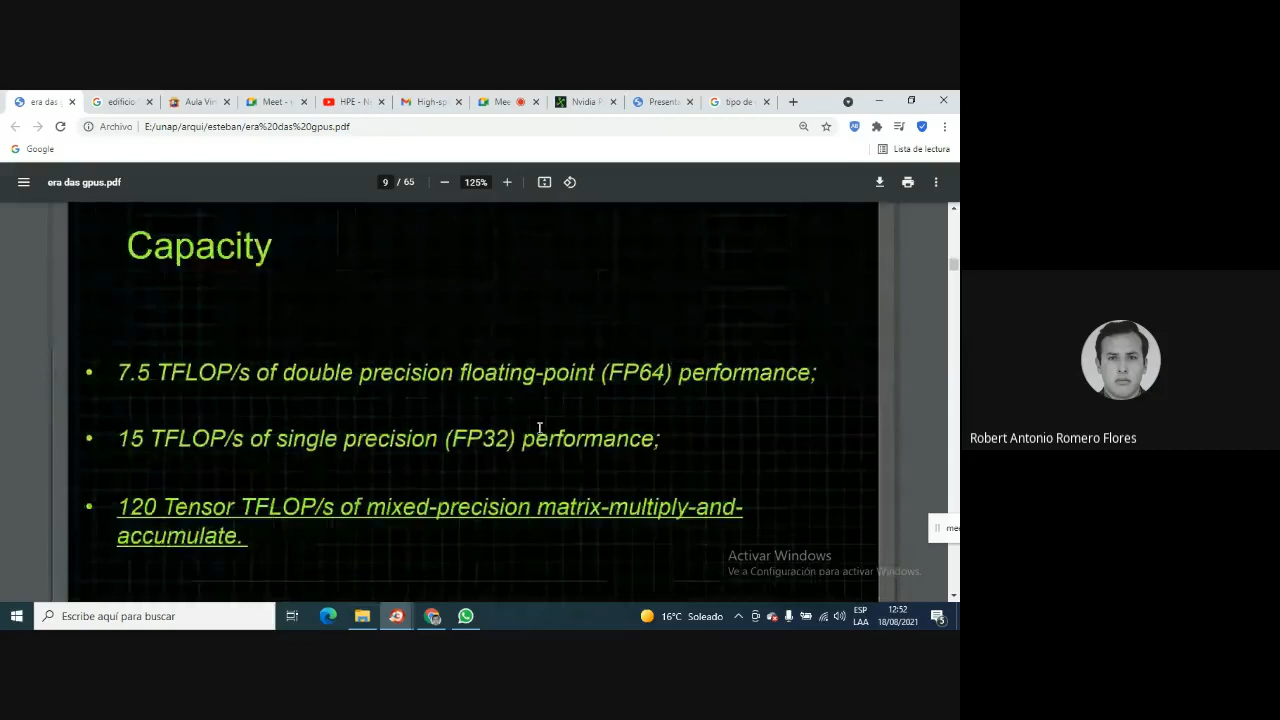 era das g
edificio
Aula Vir
Meet -
HPE - N
High-sp
Mee
Nvidia P
Presenta
tipo de
Archivo E:/unap/arqui/esteban/era%20das%20gpus.pdf
Google
Lista de lectura
era das gpus.pdf
9 / 65
125%
Capacity
• 7.5 TFLOP/s of double precision floating-point (FP64) performance;
• 15 TFLOP/s of single precision (FP32) performance;
• 120 Tensor TFLOP/s of mixed-precision matrix-multiply-and-
accumulate.
mee
Activar Windows
Ve a Configuración para activar Windows.
Robert Antonio Romero Flores
Escribe aquí para buscar
16°C Soleado
ESP
LAA
12:52
18/08/2021
5